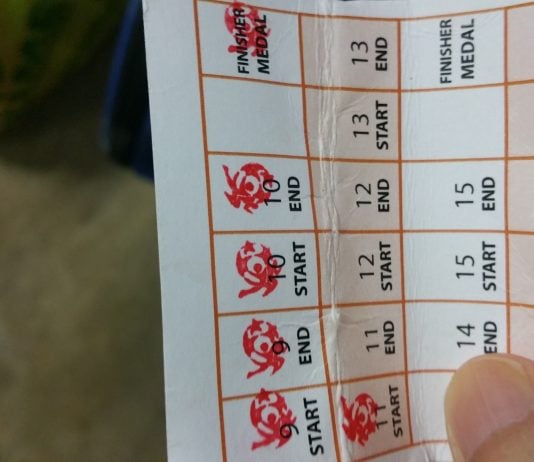 9
START
9
END
10
START
10
END
FINISHER
MEDAL
11
START
11
END
12
START
12
END
13
START
13
END
14
END
15
START
15
END
FINISHER
MEDAL